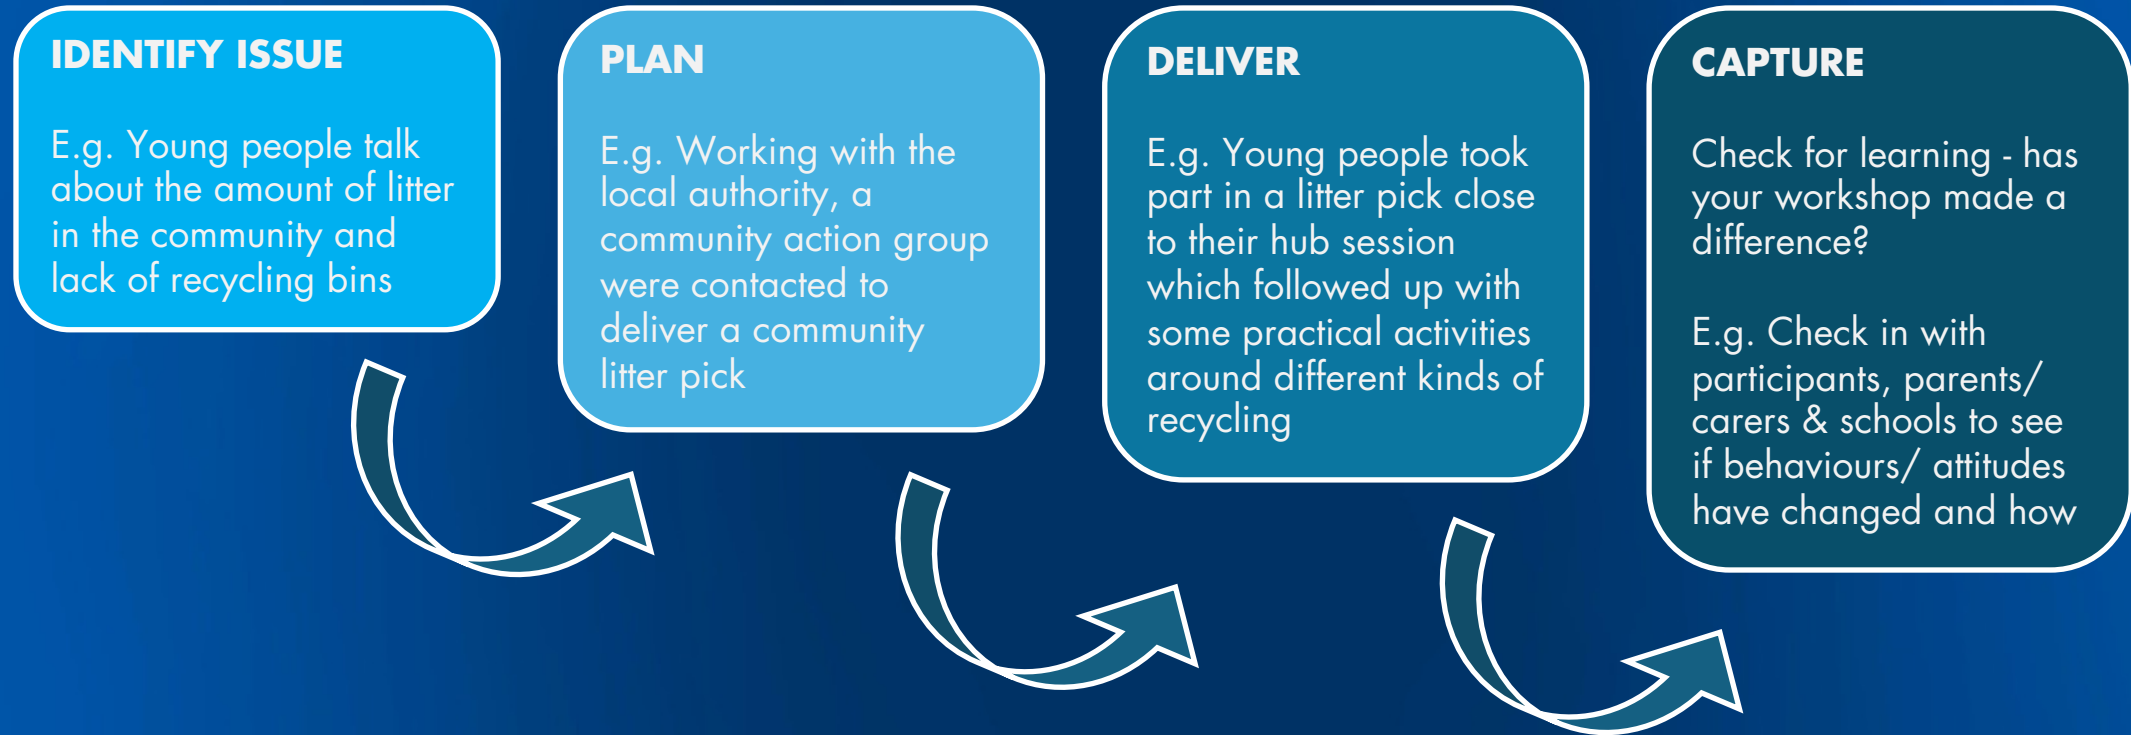 IDENTIFY ISSUE
E.g. Young people talk
about the amount of litter
in the community and
lack of recycling bins
PLAN
E.g. Working with the
local authority, a
community action group
were contacted to
deliver a community
litter pick
DELIVER
E.g. Young people took
part in a litter pick close
to their hub session
which followed up with
some practical activities
around different kinds of
recycling
CAPTURE
Check for learning - has
your workshop made a
difference?
E.g. Check in with
participants, parents/
carers & schools to see
if behaviours/ attitudes
have changed and how